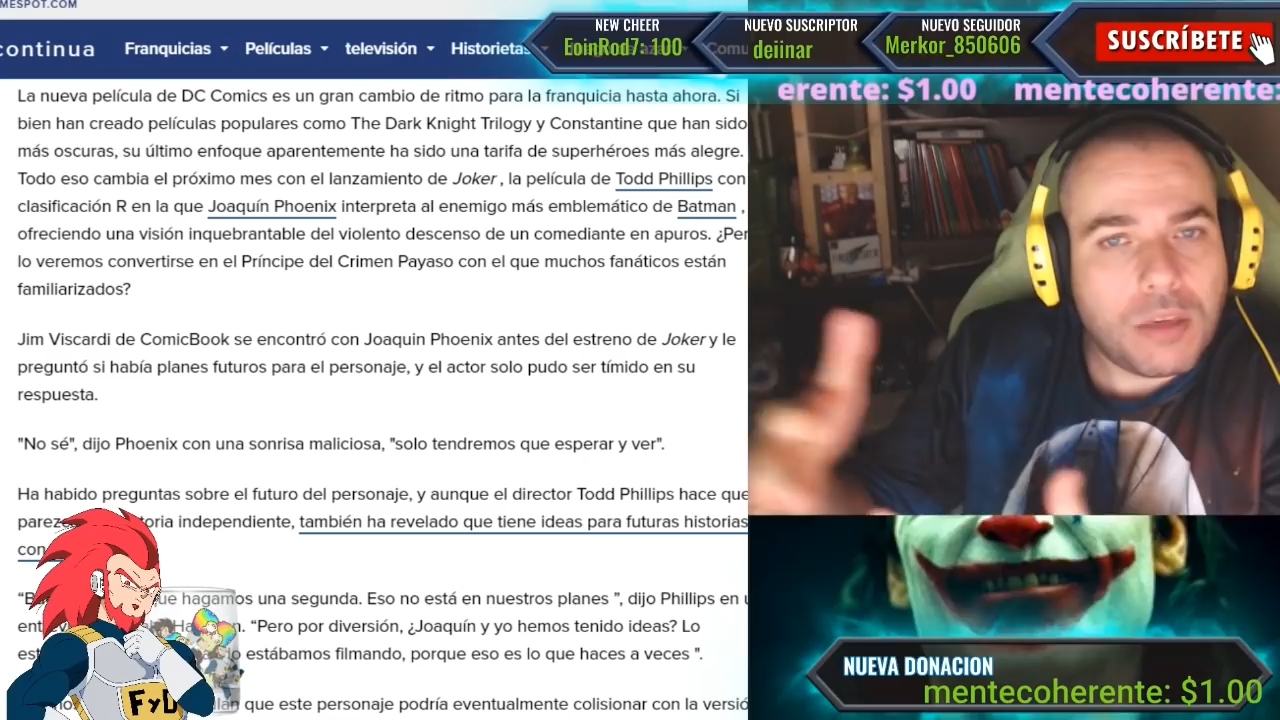 MESPOT.COM
continua Franquicias Películas televisión Historietas
NEW CHEER
EoinRod7: 100
NUEVO SUSCRIPTOR
deiinar
NUEVO SEGUIDOR
Merkor_850606
SUSCRÍBETE
erente: $1.00 mentecoherente:
La nueva película de DC Comics es un gran cambio de ritmo para la franquicia hasta ahora. Si
bien han creado películas populares como The Dark Knight Trilogy y Constantine que han sido
más oscuras, su último enfoque aparentemente ha sido una tarifa de superhéroes más alegre.
Todo eso cambia el próximo mes con el lanzamiento de Joker , la película de Todd Phillips con
clasificación R en la que Joaquín Phoenix interpreta al enemigo más emblemático de Batman ,
ofreciendo una visión inquebrantable del violento descenso de un comediante en apuros. ¿Per
lo veremos convertirse en el Príncipe del Crimen Payaso con el que muchos fanáticos están
familiarizados?
Jim Viscardi de ComicBook se encontró con Joaquin Phoenix antes del estreno de Joker y le
preguntó si había planes futuros para el personaje, y el actor solo pudo ser tímido en su
respuesta.
"No sé", dijo Phoenix con una sonrisa maliciosa, "solo tendremos que esperar y ver".
Ha habido preguntas sobre el futuro del personaje, y aunque el director Todd Phillips hace que
parez toria independiente, también ha revelado que tiene ideas para futuras historias
con
que hagamos una segunda. Eso no está en nuestros planes ”, dijo Phillips en u
“Pero por diversión, ¿Joaquín y yo hemos tenido ideas? Lo
lo estábamos filmando, porque eso es lo que haces a veces ”.
que este personaje podría eventualmente colisionar con la versió
FyD
NUEVA DONACION
mentecoherente: $1.00